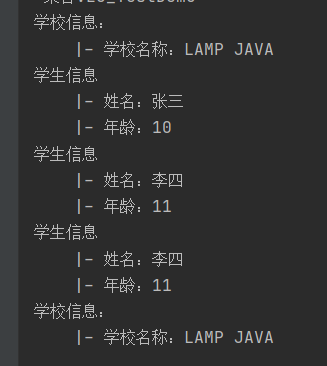 学校信息：
|- 学校名称：LAMP JAVA
学生信息
|- 姓名：张三
|- 年龄：10
学生信息
|- 姓名：李四
|- 年龄：11
学生信息
|- 姓名：李四
|- 年龄：11
学校信息：
|- 学校名称：LAMP JAVA